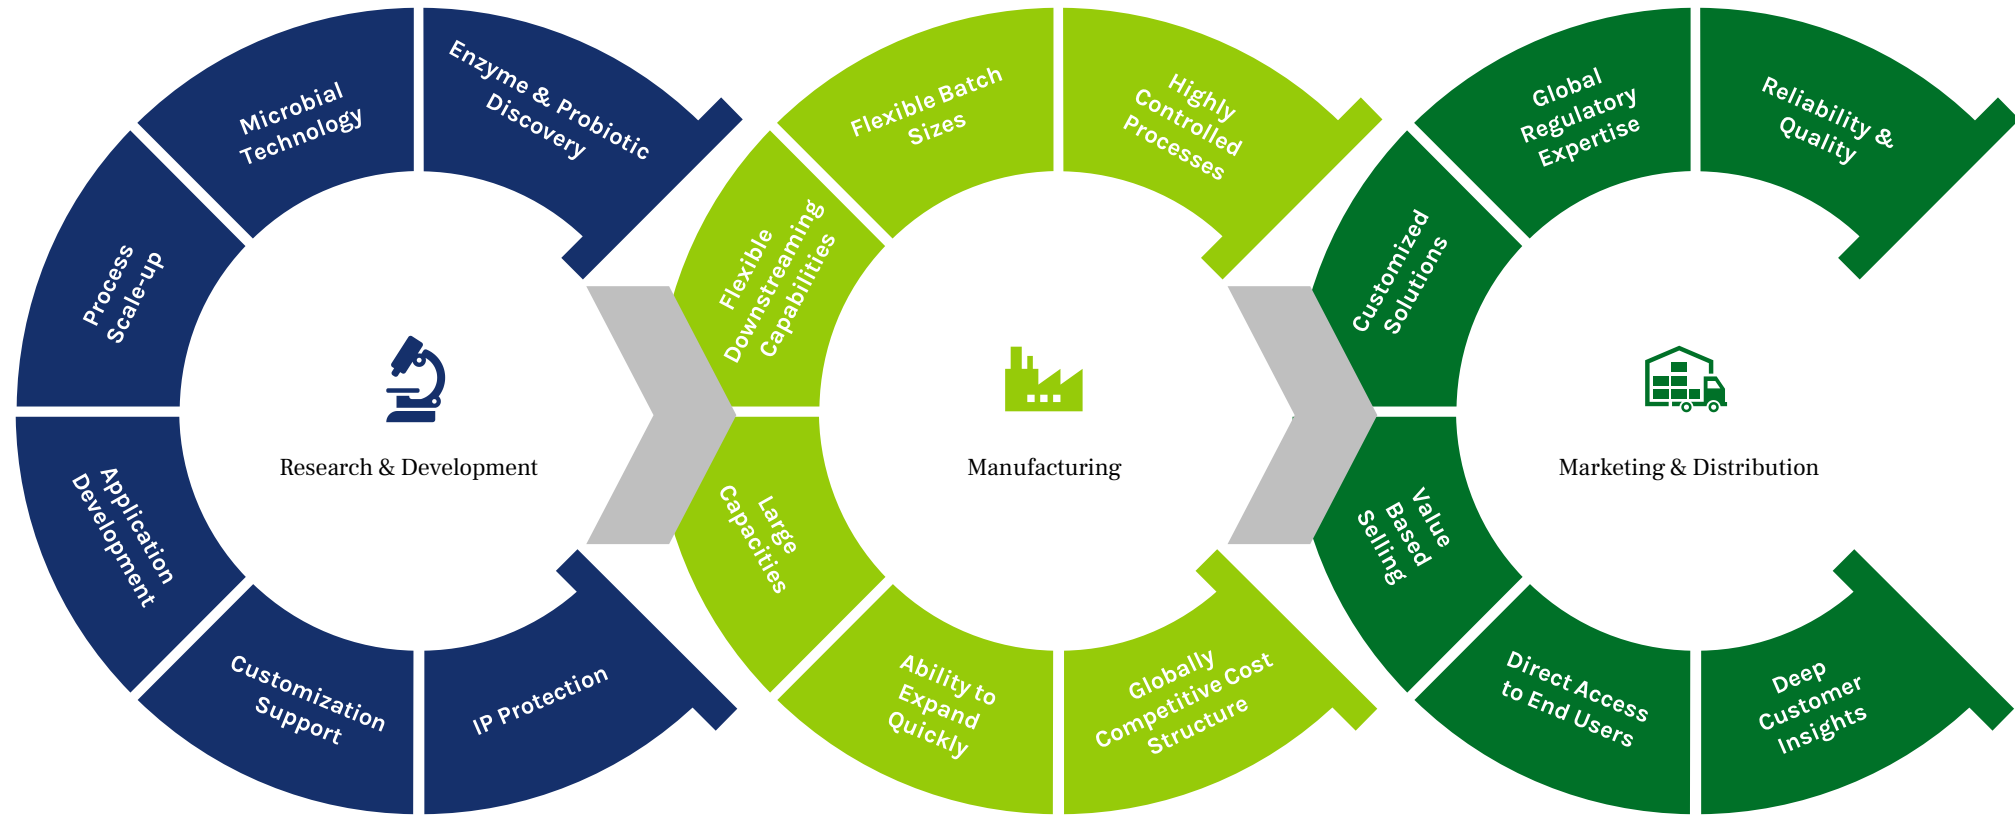 Enzyme & Probiotic
Discovery
Microbial
Technology
Process
Scale-up
Application
Development
Customization
Support
IP Protection
Research & Development
Highly
Controlled
Processes
Flexible Batch
Sizes
Flexible
Downstreaming
Capabilities
Large
Capacities
Ability to
Expand
Quickly
Globally
Competitive Cost
Structure
Manufacturing
Reliability &
Quality
Global
Regulatory
Expertise
Customized
Solutions
Value
Based
Selling
Direct Access
to End Users
Deep
Customer
Insights
Marketing & Distribution